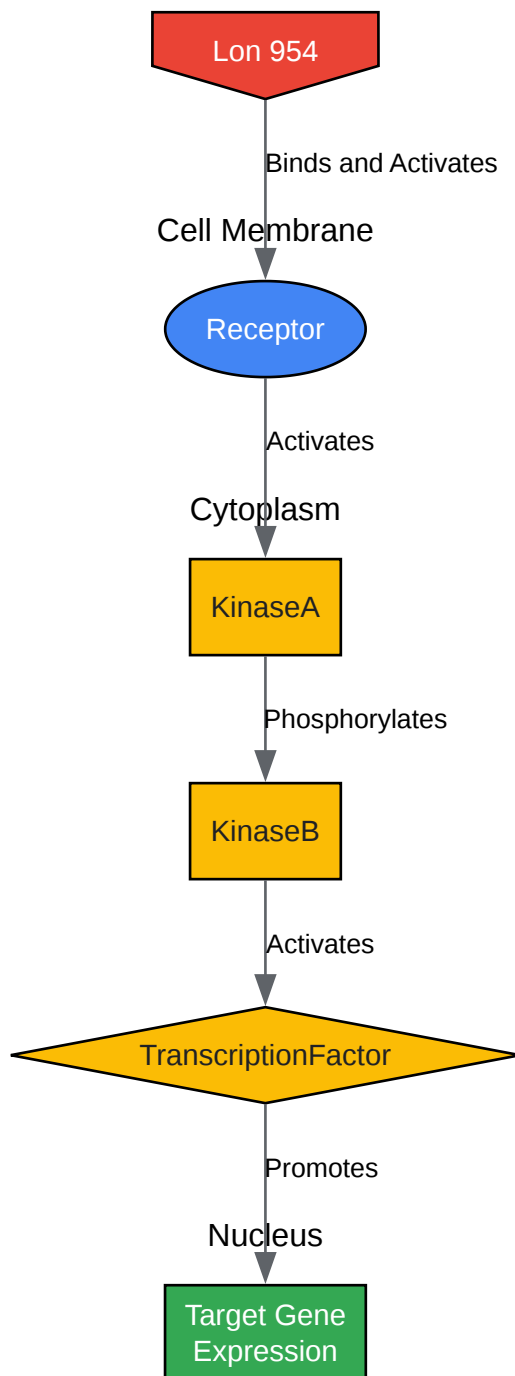 Lon 954
Binds and Activates
Cell Membrane
Receptor
Activates
Cytoplasm
KinaseA
Phosphorylates
KinaseB
Activates
TranscriptionFactor
Promotes
Nucleus
Target Gene
Expression